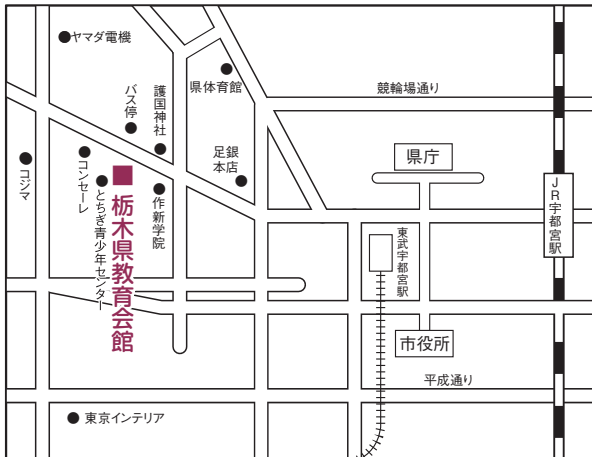 ヤマダ電機
県体育館
競輪場通り
バス停
護国神社
足銀
本店
県庁
コジマ
コンセーレ
とちぎ青少年センター
栃木県教育会館
作新学院
JR宇都宮駅
東武宇都宮駅
市役所
平成通り
東京インテリア